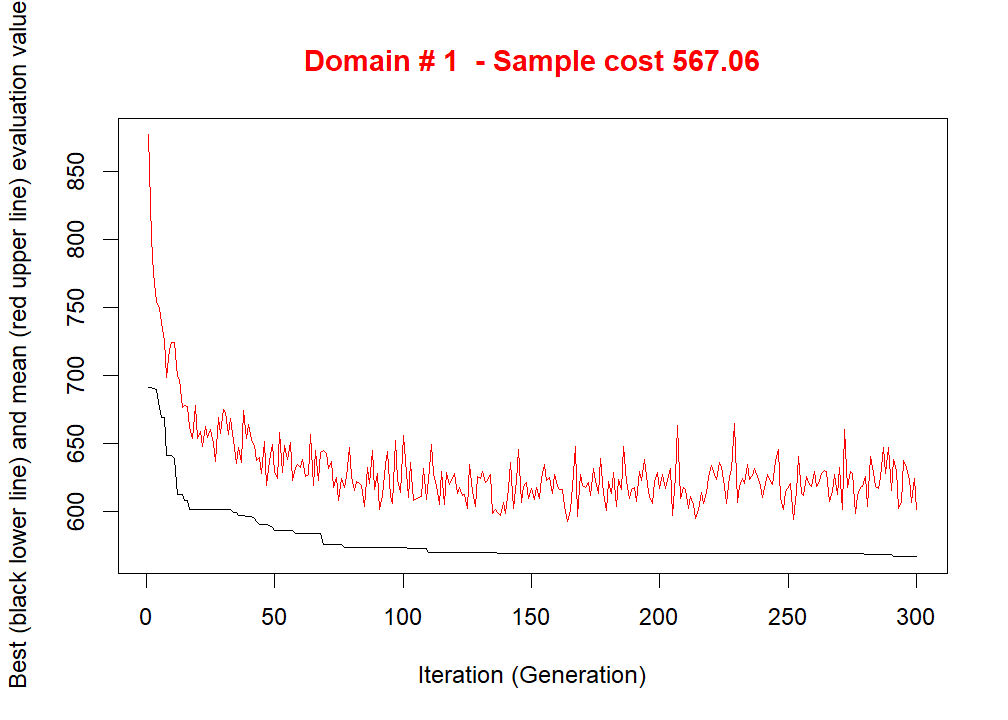 Domain # 1  - Sample cost 567.06
Best (black lower line) and mean (red upper line) evaluation value
850
800
750
700
650
600
0 50 100 150 200 250 300
Iteration (Generation)